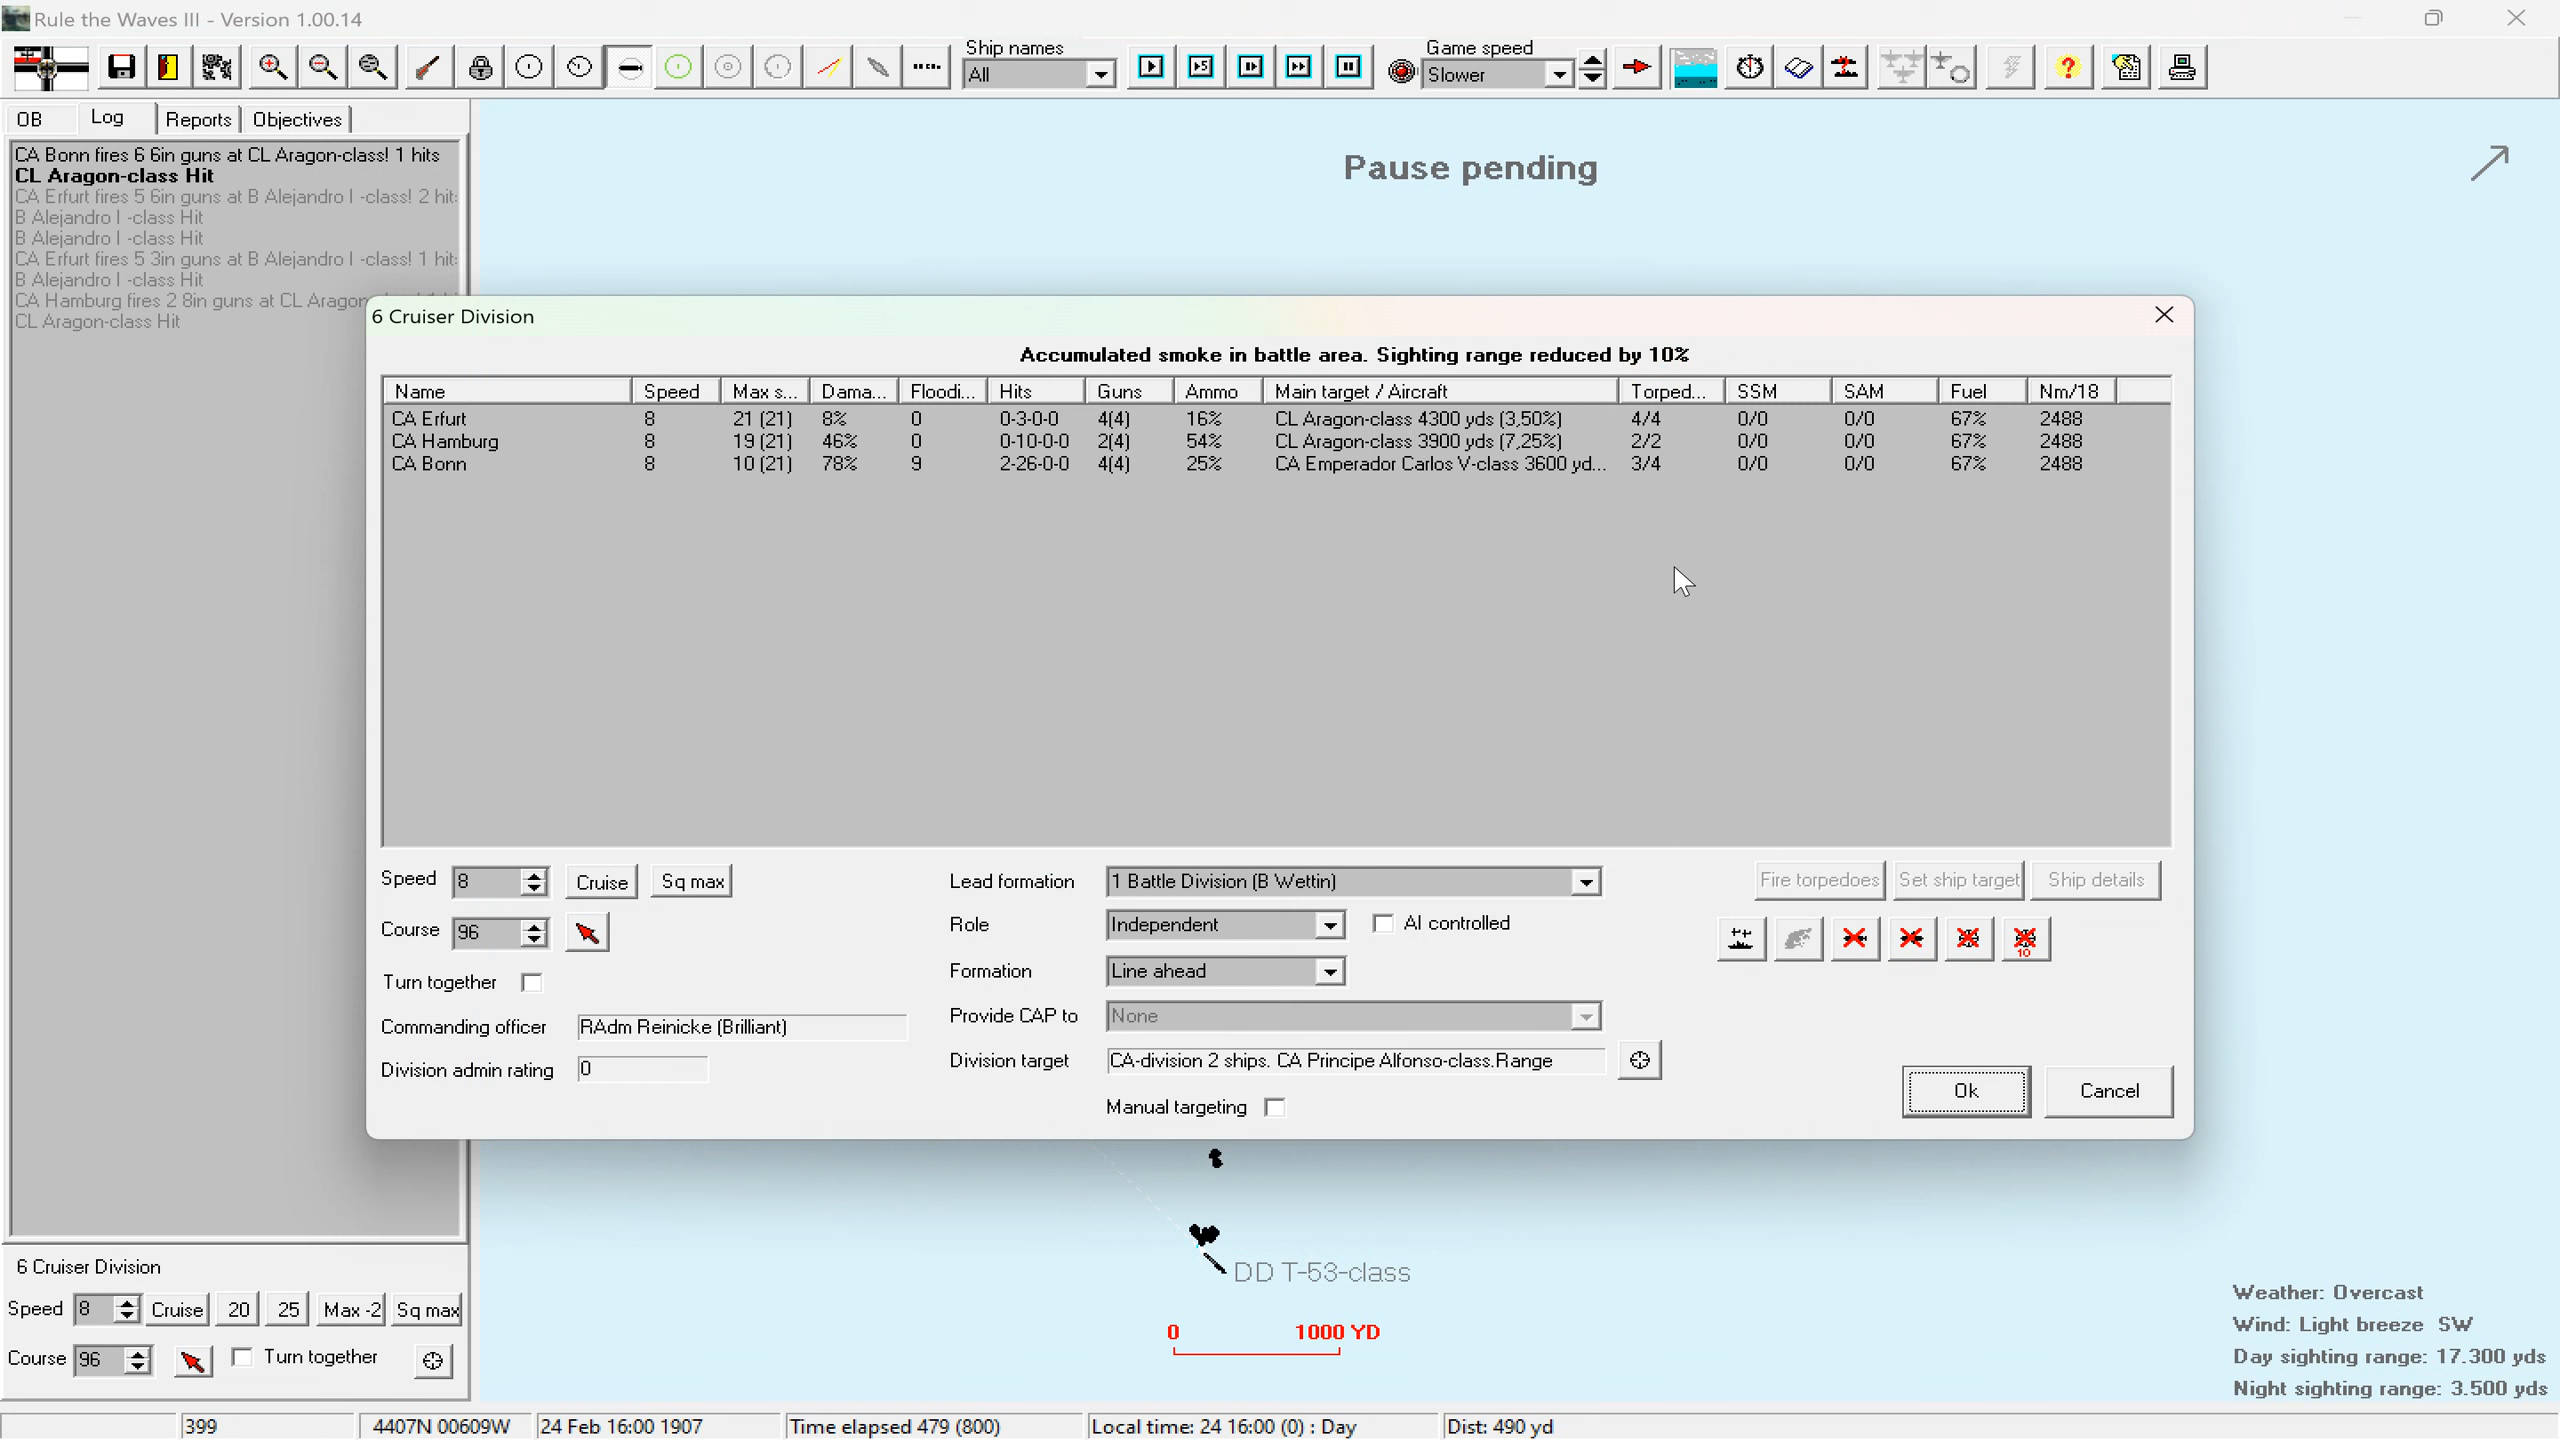 Rule the Waves III - Version 1.00.14
Ship names
All
Game speed
Slower
OB Log Reports Objectives
CA Bonn fires 6 6in guns at CL Aragon-class! 1 hits
CL Aragon-class Hit
CA Erfurt fires 5 6in guns at B Alejandro I -class! 2 hit
B Alejandro I -class Hit
B Alejandro I -class Hit
CA Erfurt fires 5 3in guns at B Alejandro I -class! 1 hit
B Alejandro I -class Hit
CA Hamburg fires 2 8in guns at CL Aragon
CL Aragon-class Hit
Pause pending
6 Cruiser Division
Accumulated smoke in battle area. Sighting range reduced by 10%
Name Speed Max s... Dama... Floodi... Hits Guns Ammo Main target / Aircraft Torped... SSM SAM Fuel Nm/18
CA Erfurt 8 21 (21) 8% 0 0-3-0-0 4(4) 16% CL Aragon-class 4300 yds (3,50%) 4/4 0/0 0/0 67% 2488
CA Hamburg 8 19 (21) 46% 0 0-10-0-0 2(4) 54% CL Aragon-class 3900 yds (7,25%) 2/2 0/0 0/0 67% 2488
CA Bonn 8 10 (21) 78% 9 2-26-0-0 4(4) 25% CA Emperador Carlos V-class 3600 yd... 3/4 0/0 0/0 67% 2488
Speed 8 Cruise Sq max
Course 96
Turn together
Commanding officer RAdm Reinicke (Brilliant)
Division admin rating 0
Lead formation 1 Battle Division (B Wettin)
Role Independent AI controlled
Formation Line ahead
Provide CAP to None
Division target CA-division 2 ships. CA Principe Alfonso-class.Range
Manual targeting
Fire torpedoes Set ship target Ship details
10
Ok Cancel
DD T-53-class
0 1000 YD
6 Cruiser Division
Speed 8 Cruise 20 25 Max -2 Sq max
Course 96 Turn together
Weather: Overcast
Wind: Light breeze SW
Day sighting range: 17.300 yds
Night sighting range: 3.500 yds
399 4407N 00609W 24 Feb 16:00 1907 Time elapsed 479 (800) Local time: 24 16:00 (0) : Day Dist: 490 yd